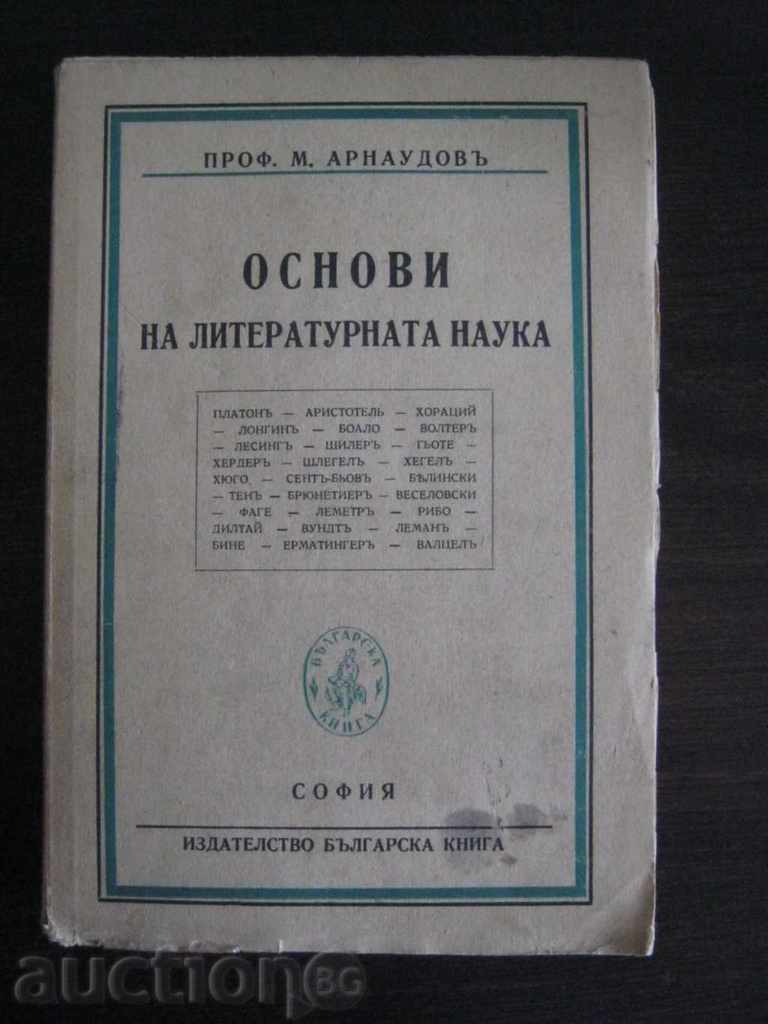 ПРОФ. М. АРНАУДОВЪ
ОСНОВИ
НА ЛИТЕРАТУРНАТА НАУКА
ПЛАТОНЪ — АРИСТОТЕЛЬ — ХОРАЦИЙ
— ЛОНГИНЪ — БОАЛО — ВОЛТЕРЪ
— ЛЕСИНГЪ — ШИЛЕРЪ — ГЬОТЕ —
ХЕРДЕРЪ — ШЛЕГЕЛЪ — ХЕГЕЛЪ —
ХЮГО — СЕНТЪ-БЬОВЪ — БѢЛИНСКИ
— ТЕНЪ — БРЮНЕТИЕРЪ — ВЕСЕЛОВСКИ
— ФАГЕ — ЛЕМЕТРЪ — РИБО —
ДИЛТАЙ — ВУНДТЪ — ЛЕМАНЪ —
БИНЕ — ЕРМАТИНГЕРЪ — ВАЛЦЕЛЪ
БЪЛГАРСКА
КНИГА
СОФИЯ
ИЗДАТЕЛСТВО БЪЛГАРСКА КНИГА
auctionBG